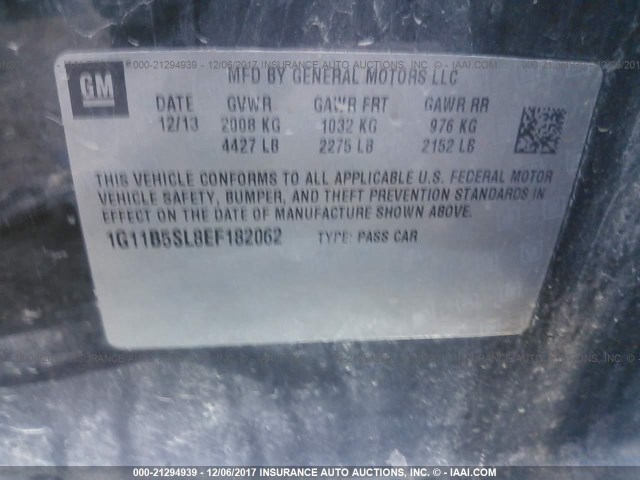 000-21294939 - 12/06/2017 INSURANCE AUTO AUCTIONS, INC. - © IAAI.COM
GM
MFD BY GENERAL MOTORS LLC
DATE GVWR GAWR FRT GAWR RR
12/13 2008 KG 1032 KG 976 KG
4427 LB 2275 LB 2152 LB
THIS VEHICLE CONFORMS TO ALL APPLICABLE U.S. FEDERAL MOTOR
VEHICLE SAFETY, BUMPER, AND THEFT PREVENTION STANDARDS IN
EFFECT ON THE DATE OF MANUFACTURE SHOWN ABOVE.
1G11B5SL8EF182062 TYPE: PASS CAR
000-21294939 - 12/06/2017 INSURANCE AUTO AUCTIONS, INC. - © IAAI.COM